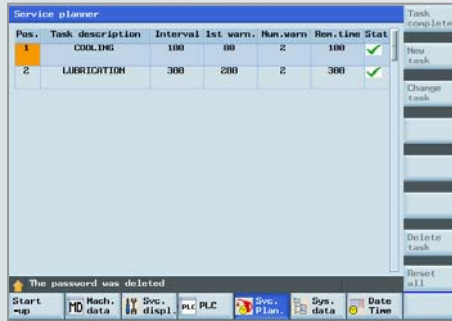 Service planner
Pos. Task description Interval 1st warn. Num.warn Rem.time Stat
1 COOLING 100 80 2 100
2 LUBRICATION 300 280 2 300
The password was deleted
Task complete
New task
Change task
Delete task
Reset all
Start -up
MD Mach. data
Svc. displ.
PLC PLC
Svc. Plan.
Sys. data
Date Time